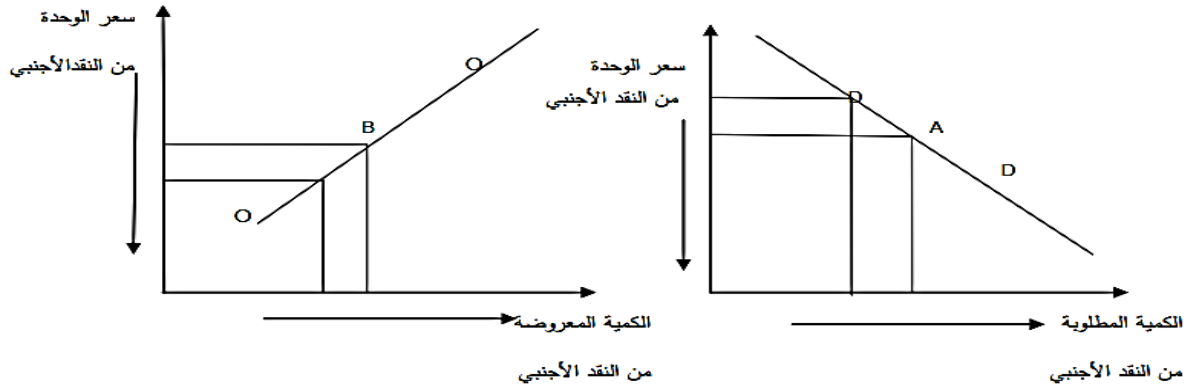 سعر الوحدة
من النقدالأجنبي
O
B
O
الكمية المعروضة
من النقد الأجنبي
سعر الوحدة
من النقد الأجنبي
D
A
D
الكمية المطلوبة
من النقد الأجنبي